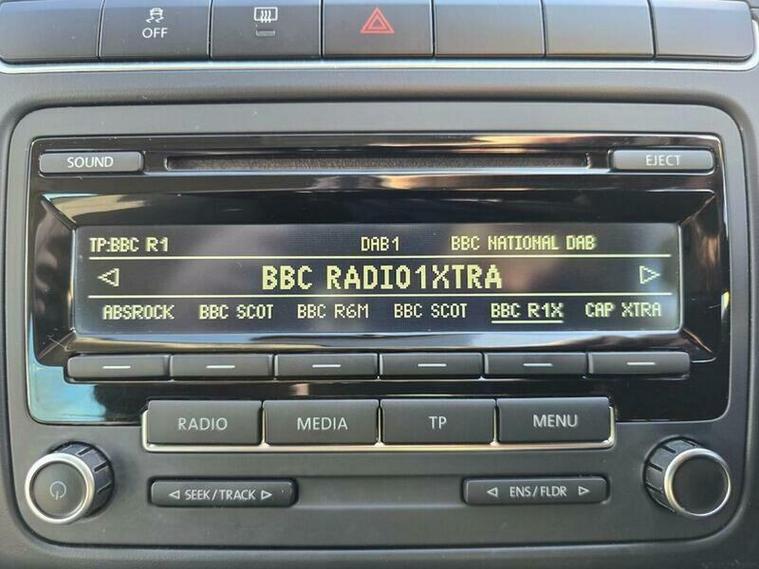 OFF
SOUND EJECT
TP:BBC R1 DAB1 BBC NATIONAL DAB
BBC RADIO1XTRA
ABSROCK BBC SCOT BBC R6M BBC SCOT BBC R1X CAP XTRA
RADIO MEDIA TP MENU
SEEK/TRACK ENS/FLDR